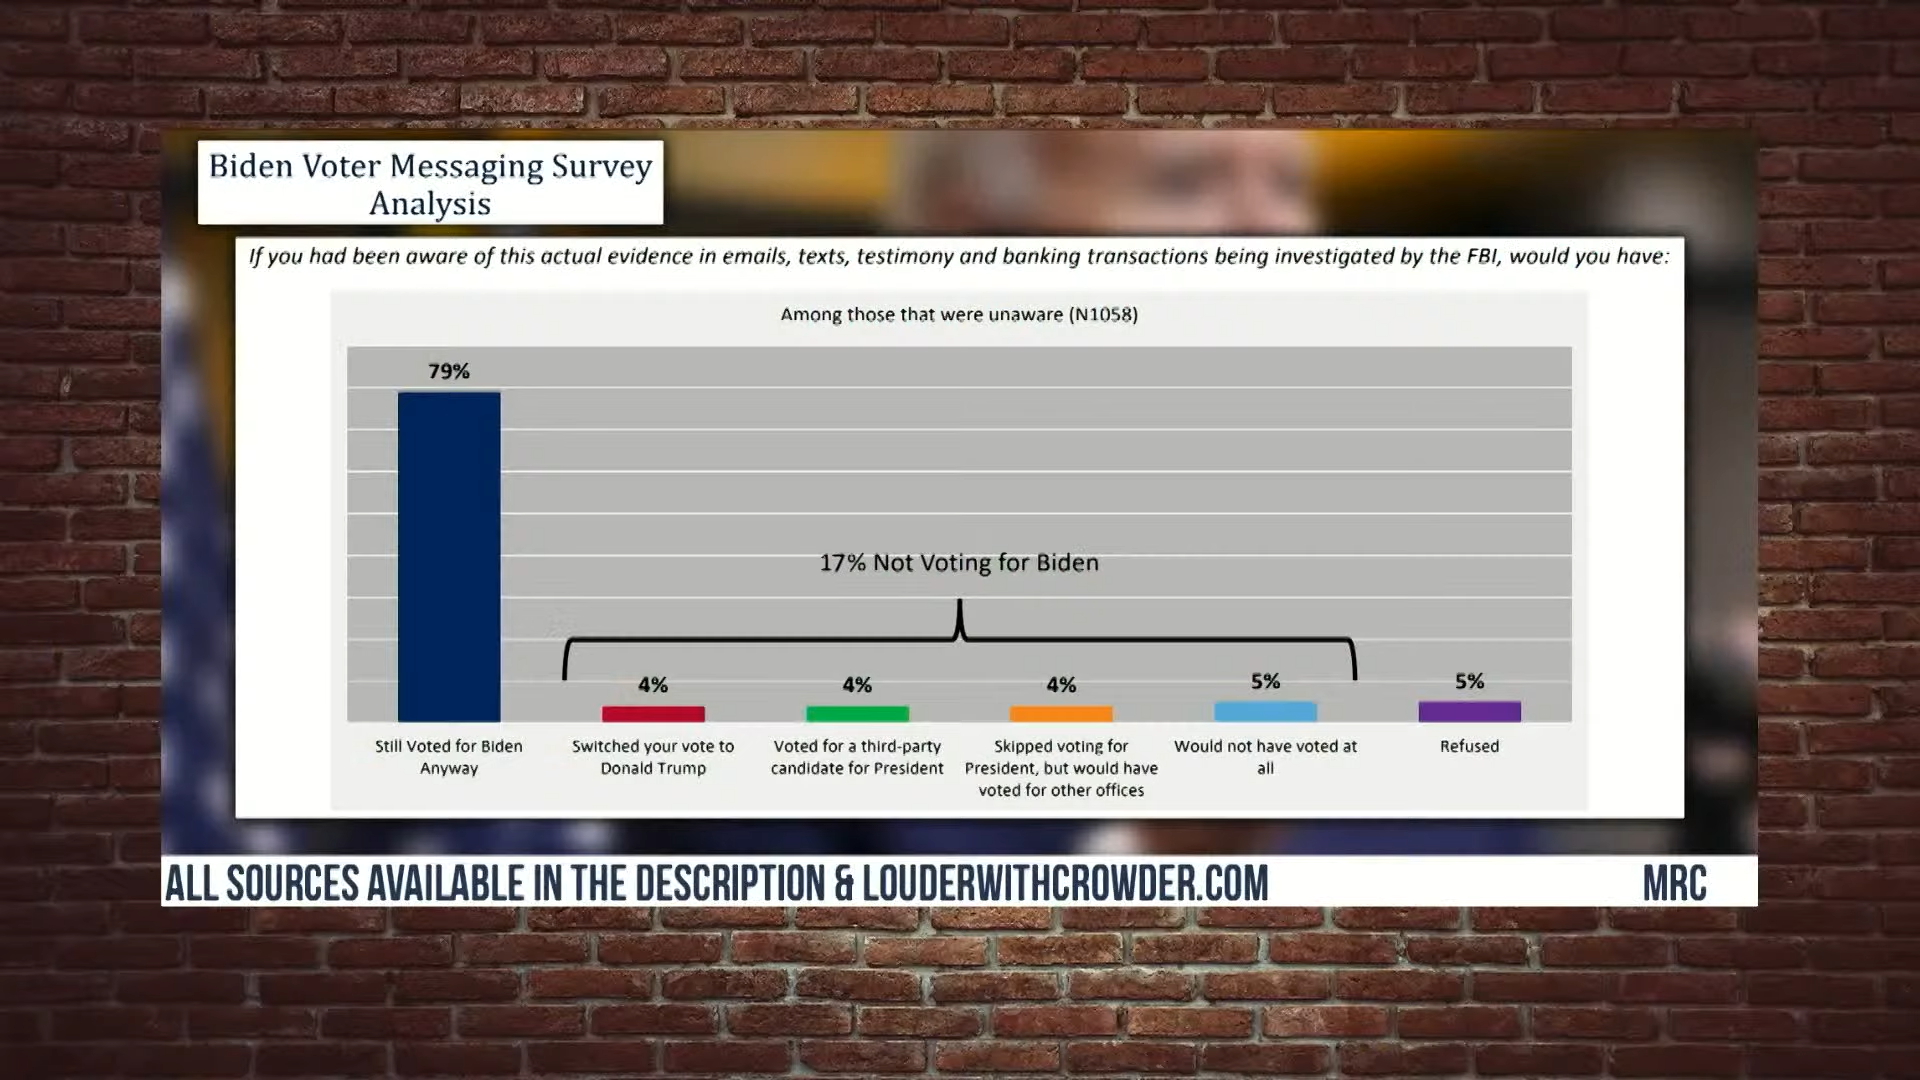 Biden Voter Messaging Survey
Analysis
If you had been aware of this actual evidence in emails, texts, testimony and banking transactions being investigated by the FBI, would you have:
Among those that were unaware (N1058)
79%
17% Not Voting for Biden
4%
4%
4%
5%
5%
Still Voted for Biden
Anyway
Switched your vote to
Donald Trump
Voted for a third-party
candidate for President
Skipped voting for
President, but would have
voted for other offices
Would not have voted at
all
Refused
ALL SOURCES AVAILABLE IN THE DESCRIPTION & LOUDERWITHCROWDER.COM
MRC